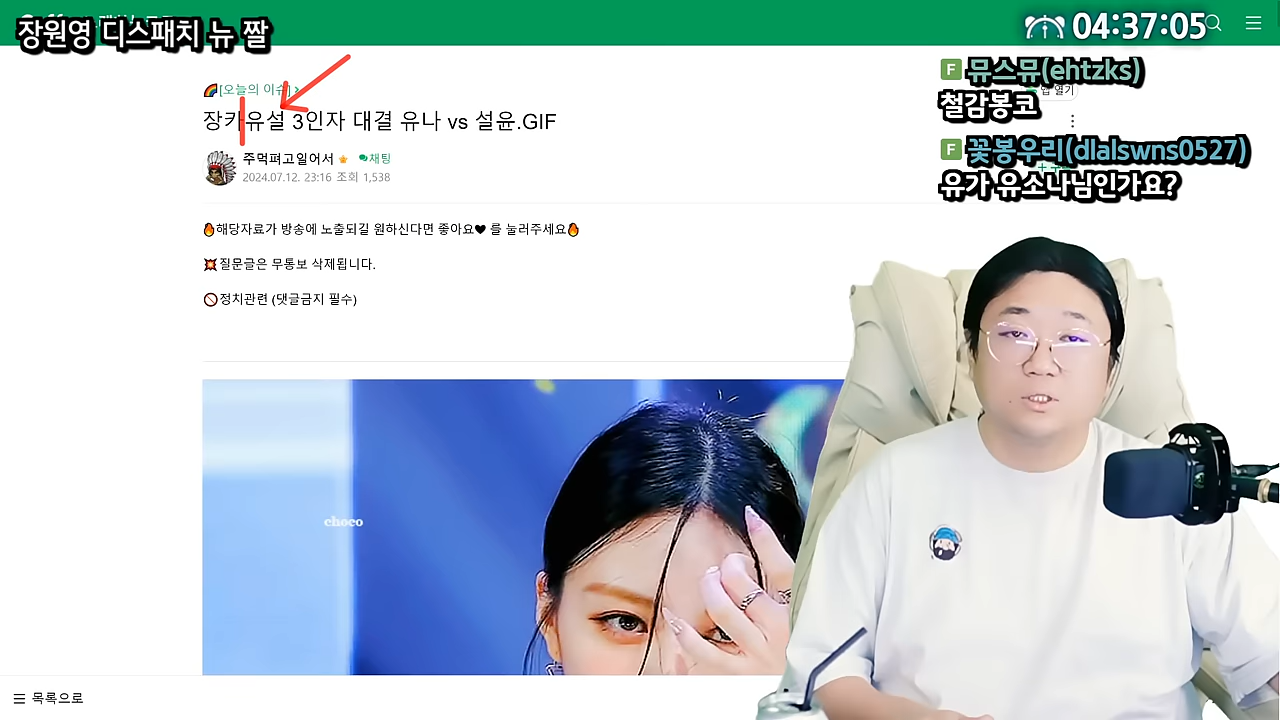 장원영 디스패치 뉴 짤
04:37:05
[오늘의 이슈] >
앱 열기
장카유설 3인자 대결 유나 vs 설윤.GIF
주먹펴고일어서
채팅
2024.07.12. 23:16 조회 1,538
F 뮤스뮤(ehtzks)
철감봉코
F 꽃봉우리(dlalswns0527)
유가 유소나님인가요?
🔥해당자료가 방송에 노출되길 원하신다면 좋아요🖤 를 눌러주세요🔥
💥질문글은 무통보 삭제됩니다.
🚫정치관련 (댓글금지 필수)
choco
목록으로